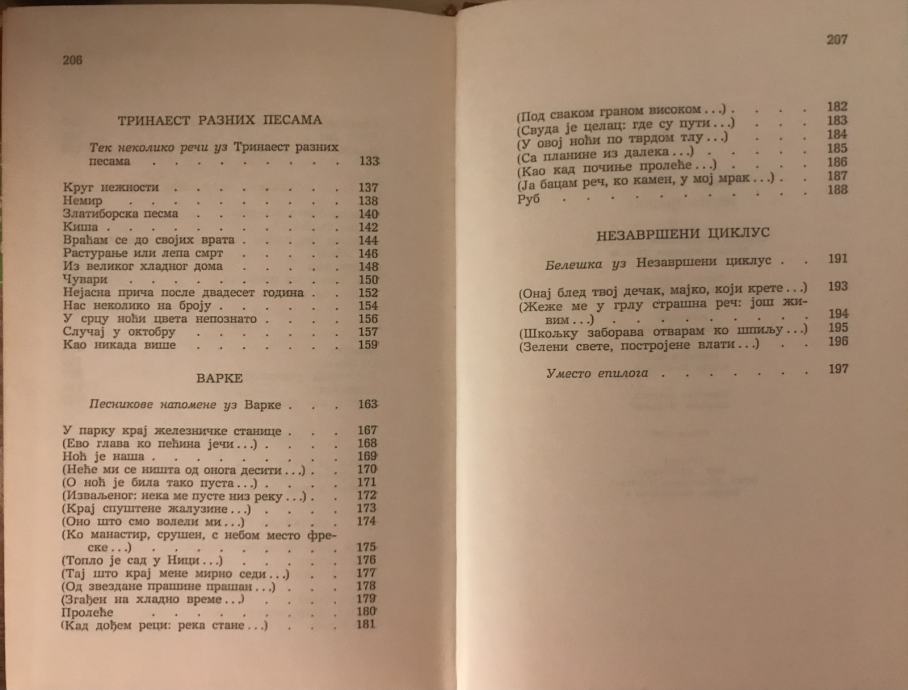 206
ТРИНАЕСТ РАЗНИХ ПЕСАМА
Тек неколико речи уз Тринаест разних
песама . . . . . . . . 133
Круг нежности . . . . . . . 137
Немир . . . . . . . . 138
Златиборска песма . . . . . . 140
Киша . . . . . . . . . 142
Враћам се до својих врата . . . . 144
Растурање или лепа смрт . . . . . 146
Из великог хладног дома . . . . . 148
Чувари . . . . . . . . 150
Нејасна прича после двадесет година . . 152
Нас неколико на броју . . . . . 154
У срцу ноћи цвета непознато . . . . 156
Случај у октобру . . . . . . 157
Као никада више . . . . . . 159
ВАРКЕ
Песникове напомене уз Варке . . . 163
У парку крај железничке станице . . . 167
(Ево глава ко пећина јечи...) . . . . 168
Ноћ је наша . . . . . . . 169
(Неће ми се ништа од онога десити...) . . 170
(О ноћ је била тако пуста...) . . . . 171
(Изваљеног: нека ме пусте низ реку...) . . 172
(Крај спуштене жалузине...) . . . . 173
(Оно што смо волели ми...) . . . . 174
(Ко манастир, срушен, с небом место фре-
ске...) . . . . . . . . 175
(Топло је сад у Ници...) . . . . . 176
(Тај што крај мене мирно седи...) . . 177
(Од звездане прашине прашан...) . . . 178
(Згађен на хладно време...) . . . . 179
Пролеће . . . . . . . 180
(Кад дођем реци: река стане...) . . . 181
207
(Под сваком граном високом...) . . . . 182
(Свуда је целац: где су пути...) . . . 183
(У овој ноћи по тврдом тлу...) . . . 184
(Са планине из далека...) . . . . 185
(Као кад почиње пролеће...) . . . . 186
(Ја бацам реч, ко камен, у мој мрак...) . . 187
Руб . . . . . . . . . 188
НЕЗАВРШЕНИ ЦИКЛУС
Белешка уз Незавршени циклус . . 191
(Онај блед твој дечак, мајко, који крете...) 193
(Жеже ме у грлу страшна реч: још жи-
вим...) . . . . . . . . 194
(Шкољку заборава отварам ко шпиљу...) 195
(Зелени свете, постројене влати...) . . 196
Уместо епилога . . . . . . . 197